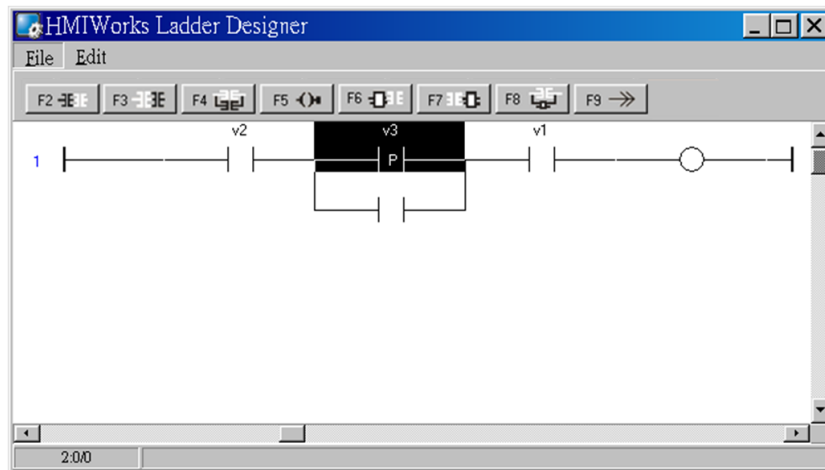 HMIWorks Ladder Designer
File Edit
F2 F3 F4 F5 F6 F7 F8 F9
v2 v3 v1
1 P
2:0/0